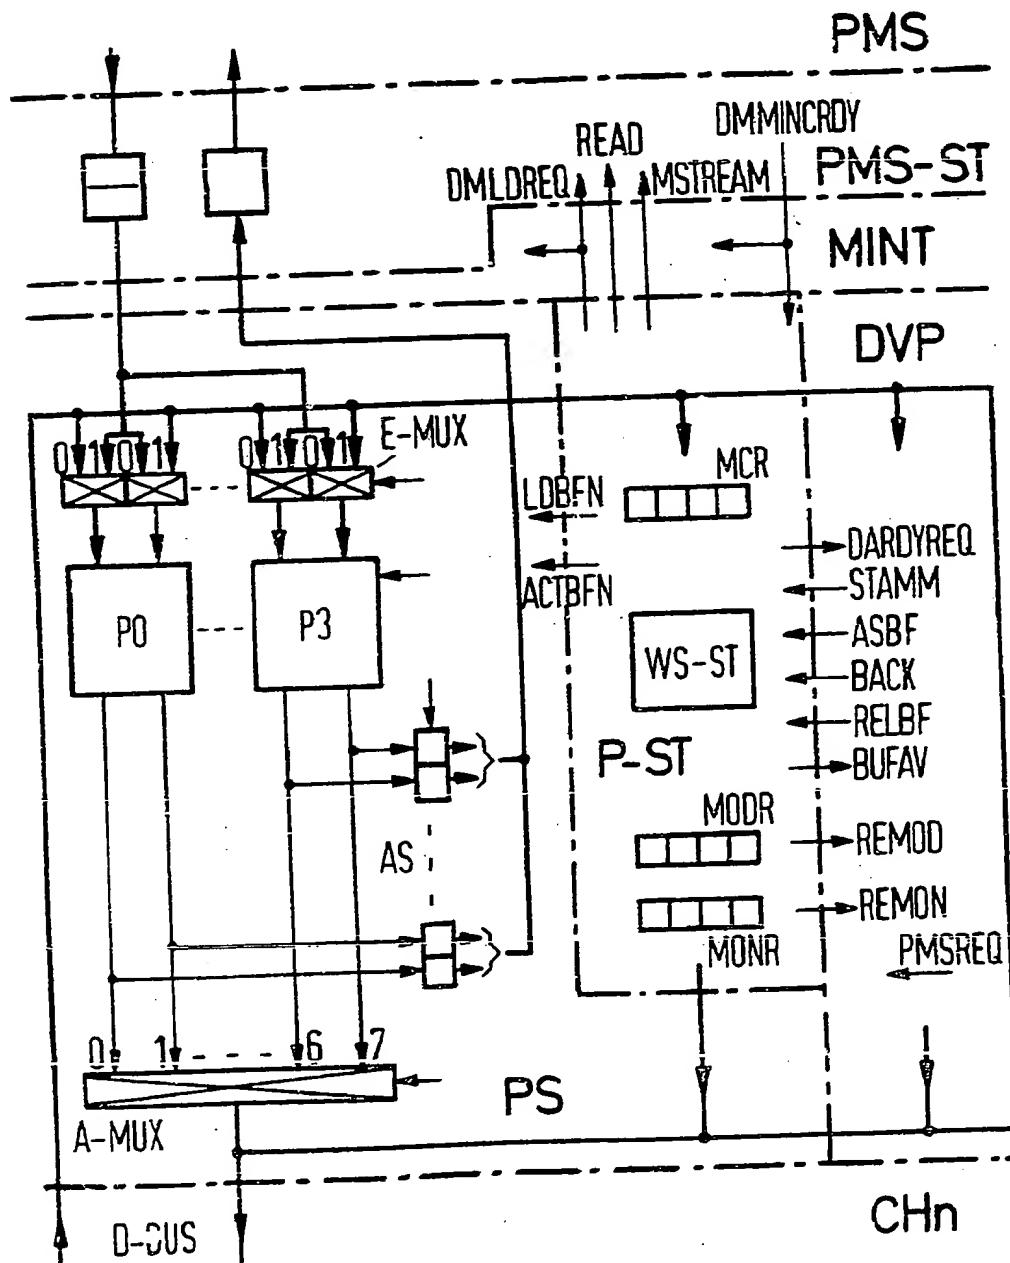 PMS
DMMINCRDY
READ
PMS-ST
DMLDREQ
MSTREAM
MINT
DVP
0 1 0 1
0 1 0 1
E-MUX
MCR
LDBFN
DARDYREQ
ACTBFN
STAMM
P0
P3
ASBF
WS-ST
BACK
RELBF
P-ST
BUFAV
MODR
AS
REMOD
REMON
MONR
PMSREQ
0 1 6 7
PS
A-MUX
CHn